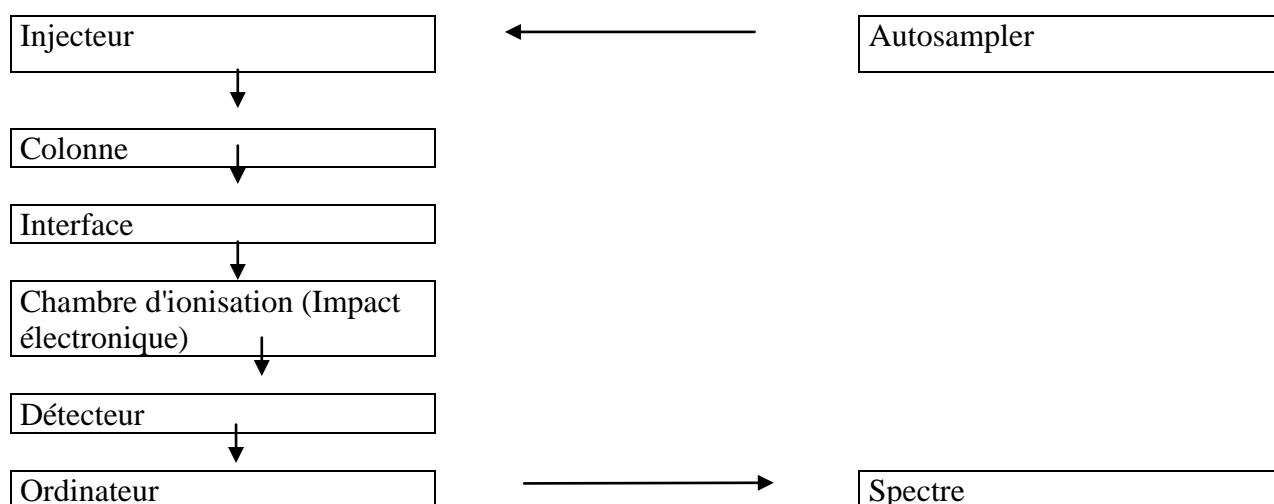 Injecteur
Autosampler
Colonne
Interface
Chambre d'ionisation (Impact
électronique)
Détecteur
Ordinateur
Spectre